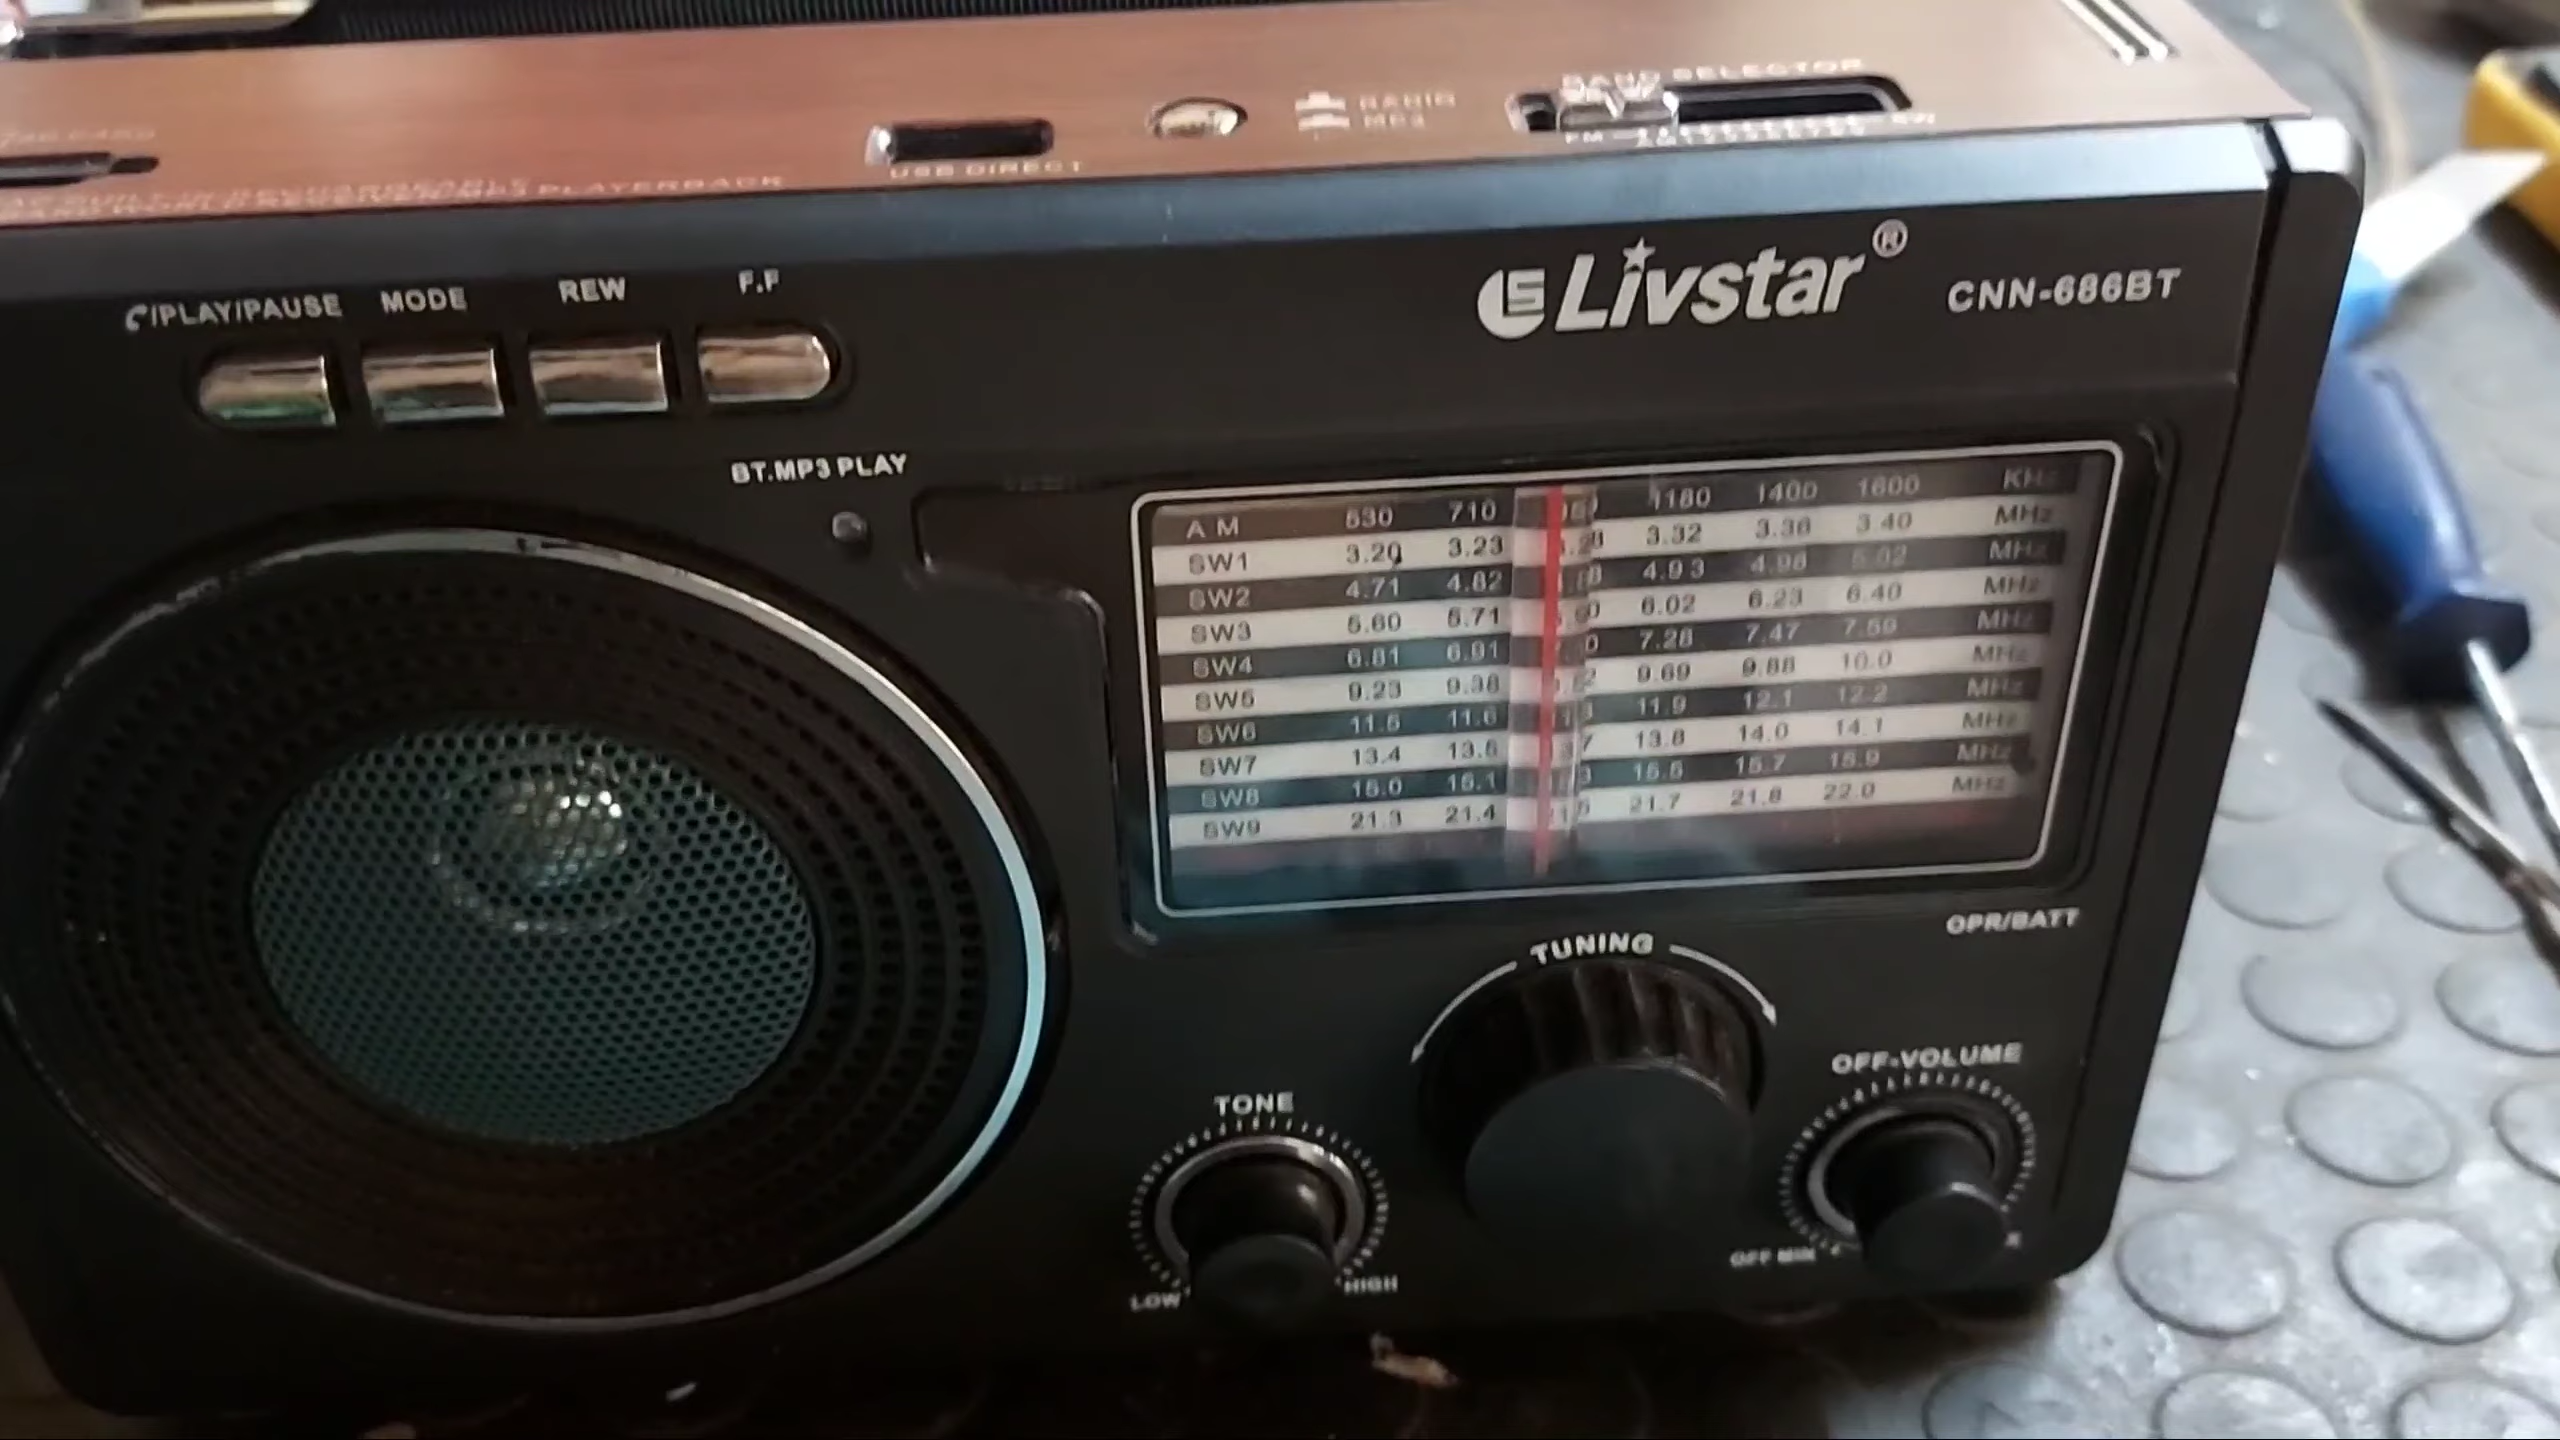 BAND SELECTOR
RADIO
MP3
FM
SW
USB DIRECT
Livstar®
CNN-686BT
/PLAY/PAUSE MODE REW F.F
BT.MP3 PLAY
AM 530 710 1180 1400 1600 KHz
SW1 3.20 3.23 3.32 3.36 3.40 MHz
SW2 4.71 4.82 4.93 4.98 5.02 MHz
SW3 5.60 5.71 6.02 6.23 6.40 MHz
SW4 6.81 6.91 7.28 7.47 7.59 MHz
SW5 9.23 9.38 9.69 9.88 10.0 MHz
SW6 11.5 11.6 11.9 12.1 12.2 MHz
SW7 13.4 13.5 13.8 14.0 14.1 MHz
SW8 15.0 15.1 15.5 15.7 15.9 MHz
SW9 21.3 21.4 21.7 21.8 22.0 MHz
OPR/BATT
TUNING
OFF-VOLUME
TONE
OFF MIN
LOW HIGH